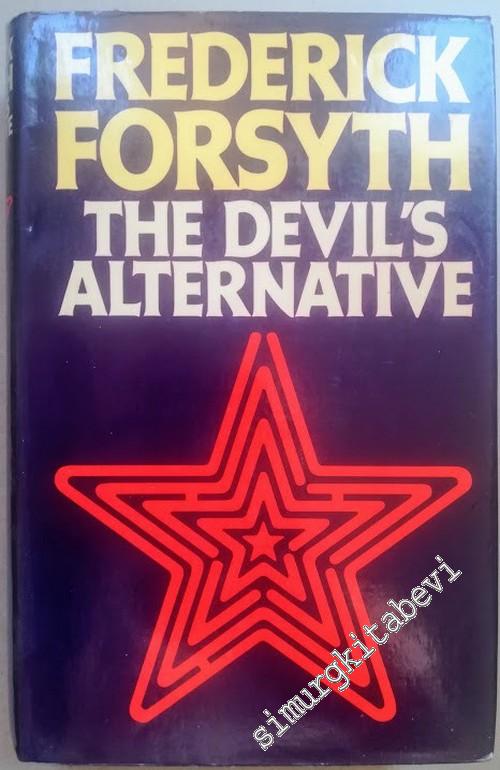 FREDERICK
FORSYTH
THE DEVIL'S
ALTERNATIVE
simurgkitabevi